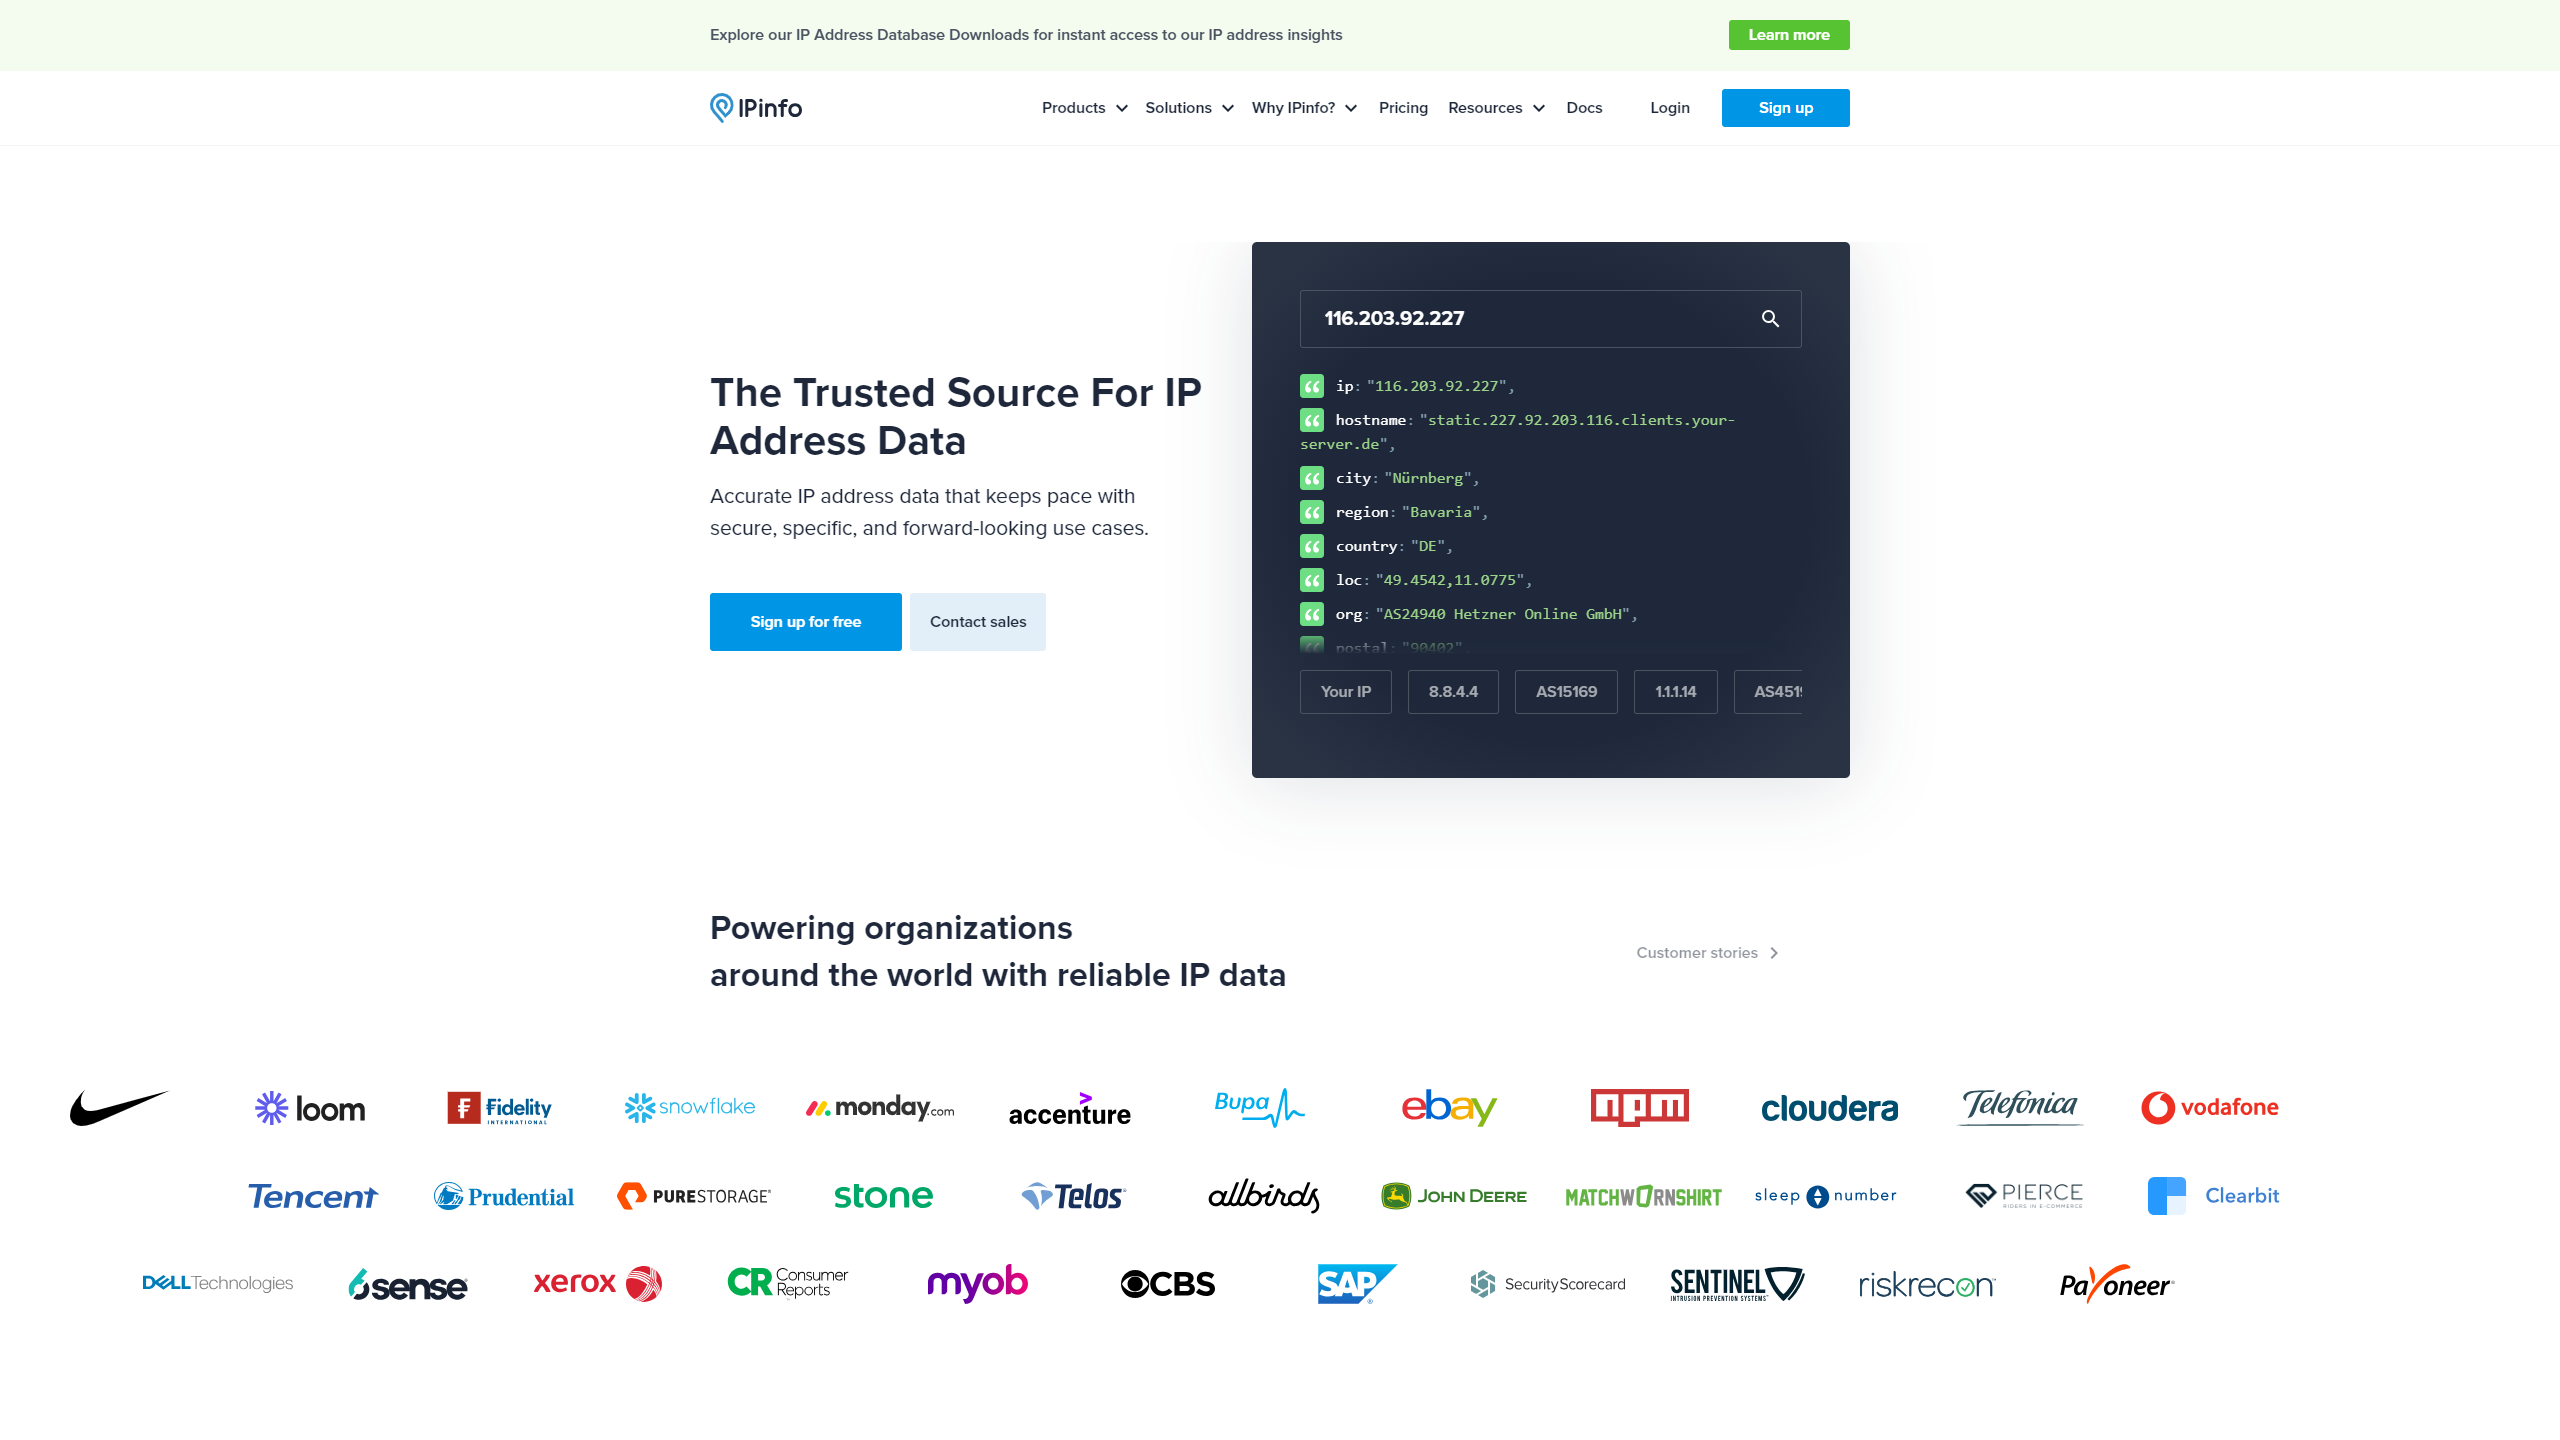 Explore our IP Address Database Downloads for instant access to our IP address insights
Learn more
IPinfo
Products
Solutions
Why IPinfo?
Pricing
Resources
Docs
Login
Sign up
The Trusted Source For IP
Address Data
Accurate IP address data that keeps pace with
secure, specific, and forward-looking use cases.
Sign up for free
Contact sales
116.203.92.227
ip: "116.203.92.227",
hostname: "static.227.92.203.116.clients.your-
server.de",
city: "Nürnberg",
region: "Bavaria",
country: "DE",
loc: "49.4542,11.0775",
org: "AS24940 Hetzner Online GmbH",
postal: "90402",
Your IP
8.8.4.4
AS15169
1.1.1.14
Powering organizations
around the world with reliable IP data
Customer stories
loom
Fidelity
INTERNATIONAL
snowflake
monday.com
accenture
Bupa
ebay
npm
cloudera
Telefonica
vodafone
Tencent
Prudential
PURESTORAGE®
stone
Telos®
allbirds
JOHN DEERE
MATCHWORNSHIRT
sleep number
PIERCE
RIDERS IN E-COMMERCE
Clearbit
DELLTechnologies
6sense®
xerox
CR Consumer
Reports
myob
CBS
SAP®
SecurityScorecard
SENTINEL
INTRUSION PREVENTION SYSTEMS
riskrecon
Payoneer®